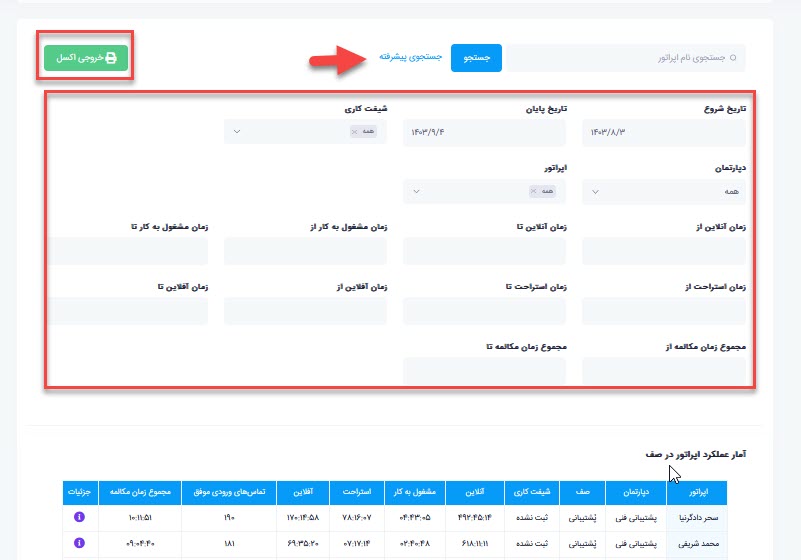 جستجوی نام اپراتور جستجو جستجوی پیشرفته خروجی اکسل
تاریخ شروع تاریخ پایان شیفت کاری
۱۴۰۳/۸/۳ ۱۴۰۳/۹/۴ همه
دپارتمان اپراتور
همه همه
زمان آنلاین از زمان آنلاین تا زمان مشغول به کار از زمان مشغول به کار تا
زمان استراحت از زمان استراحت تا زمان آفلاین از زمان آفلاین تا
مجموع زمان مکالمه از مجموع زمان مکالمه تا
آمار عملکرد اپراتور در صف
اپراتور دپارتمان صف شیفت کاری آنلاین مشغول به کار استراحت آفلاین تماس‌های ورودی موفق مجموع زمان مکالمه جزئیات
سحر دادگرنیا پشتیبانی فنی پُشتیبانی ثبت نشده ۴۹۲:۴۵:۱۴ ۰۴:۴۳:۰۵ ۷۸:۱۶:۰۷ ۱۷۰:۱۴:۵۸ ۱۹۰ ۱۰:۱۱:۵۱
محمد شریفی پشتیبانی فنی پُشتیبانی ثبت نشده ۶۱۸:۱۱:۱۱ ۰۲:۴۰:۴۸ ۰۷:۱۷:۱۴ ۶۹:۳۵:۲۰ ۱۸۱ ۰۹:۰۴:۴۰